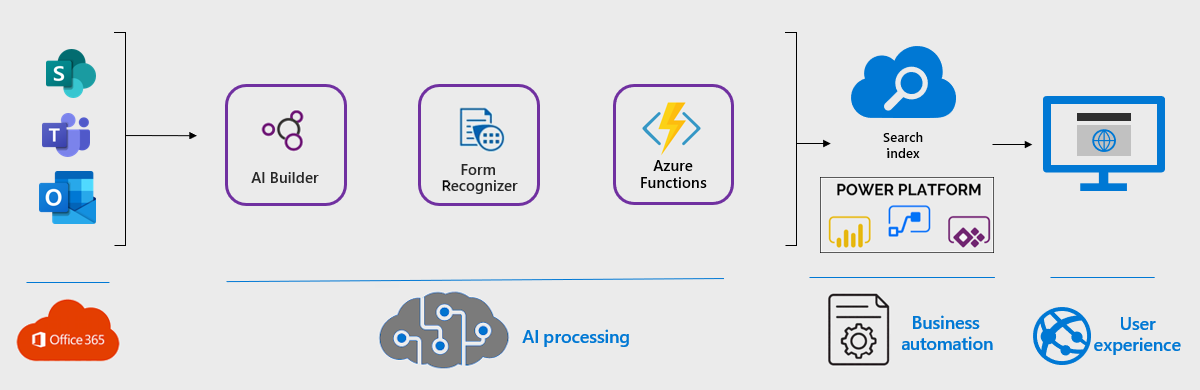 S
T
O
AI Builder
Form
Recognizer
Azure
Functions
Search
index
POWER PLATFORM
Office 365
AI processing
Business
automation
User
experience